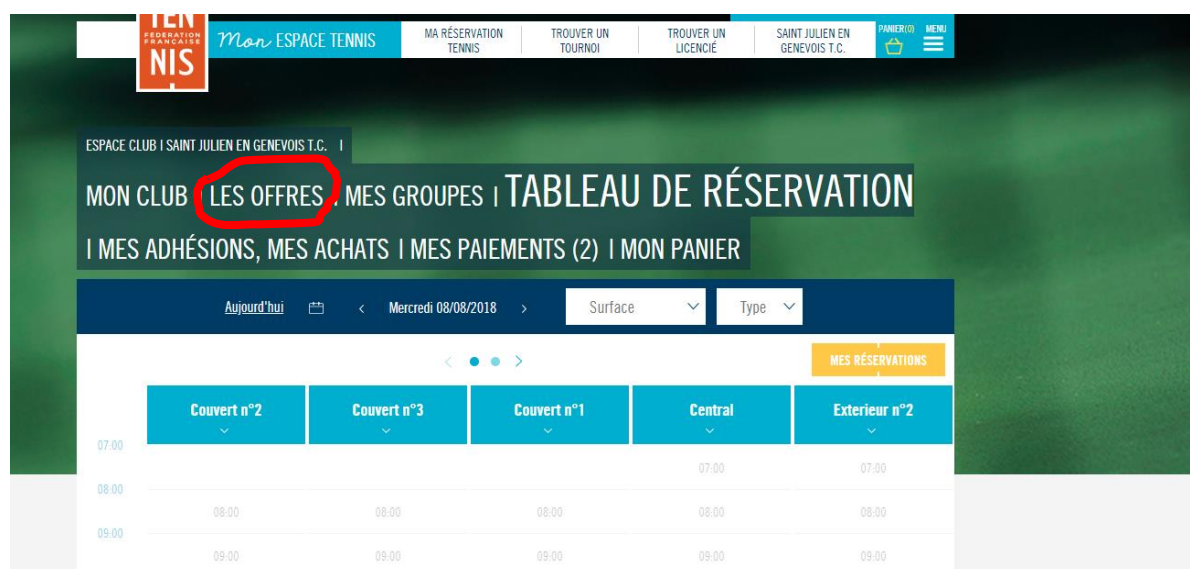 TEN
FEDERATION
FRANÇAISE
NIS
Mon ESPACE TENNIS
MA RÉSERVATION
TENNIS
TROUVER UN
TOURNOI
TROUVER UN
LICENCIÉ
SAINT JULIEN EN
GENEVOIS T.C.
PANIER(0)
MENU
ESPACE CLUB I SAINT JULIEN EN GENEVOIS T.C. I
MON CLUB I LES OFFRES I MES GROUPES I TABLEAU DE RÉSERVATION
I MES ADHÉSIONS, MES ACHATS I MES PAIEMENTS (2) I MON PANIER
Aujourd'hui < Mercredi 08/08/2018 > Surface Type
< >
MES RÉSERVATIONS
Couvert n°2 Couvert n°3 Couvert n°1 Central Exterieur n°2
07:00
07:00 07:00
08:00
08:00 08:00 08:00 08:00 08:00
09:00
09:00 09:00 09:00 09:00 09:00